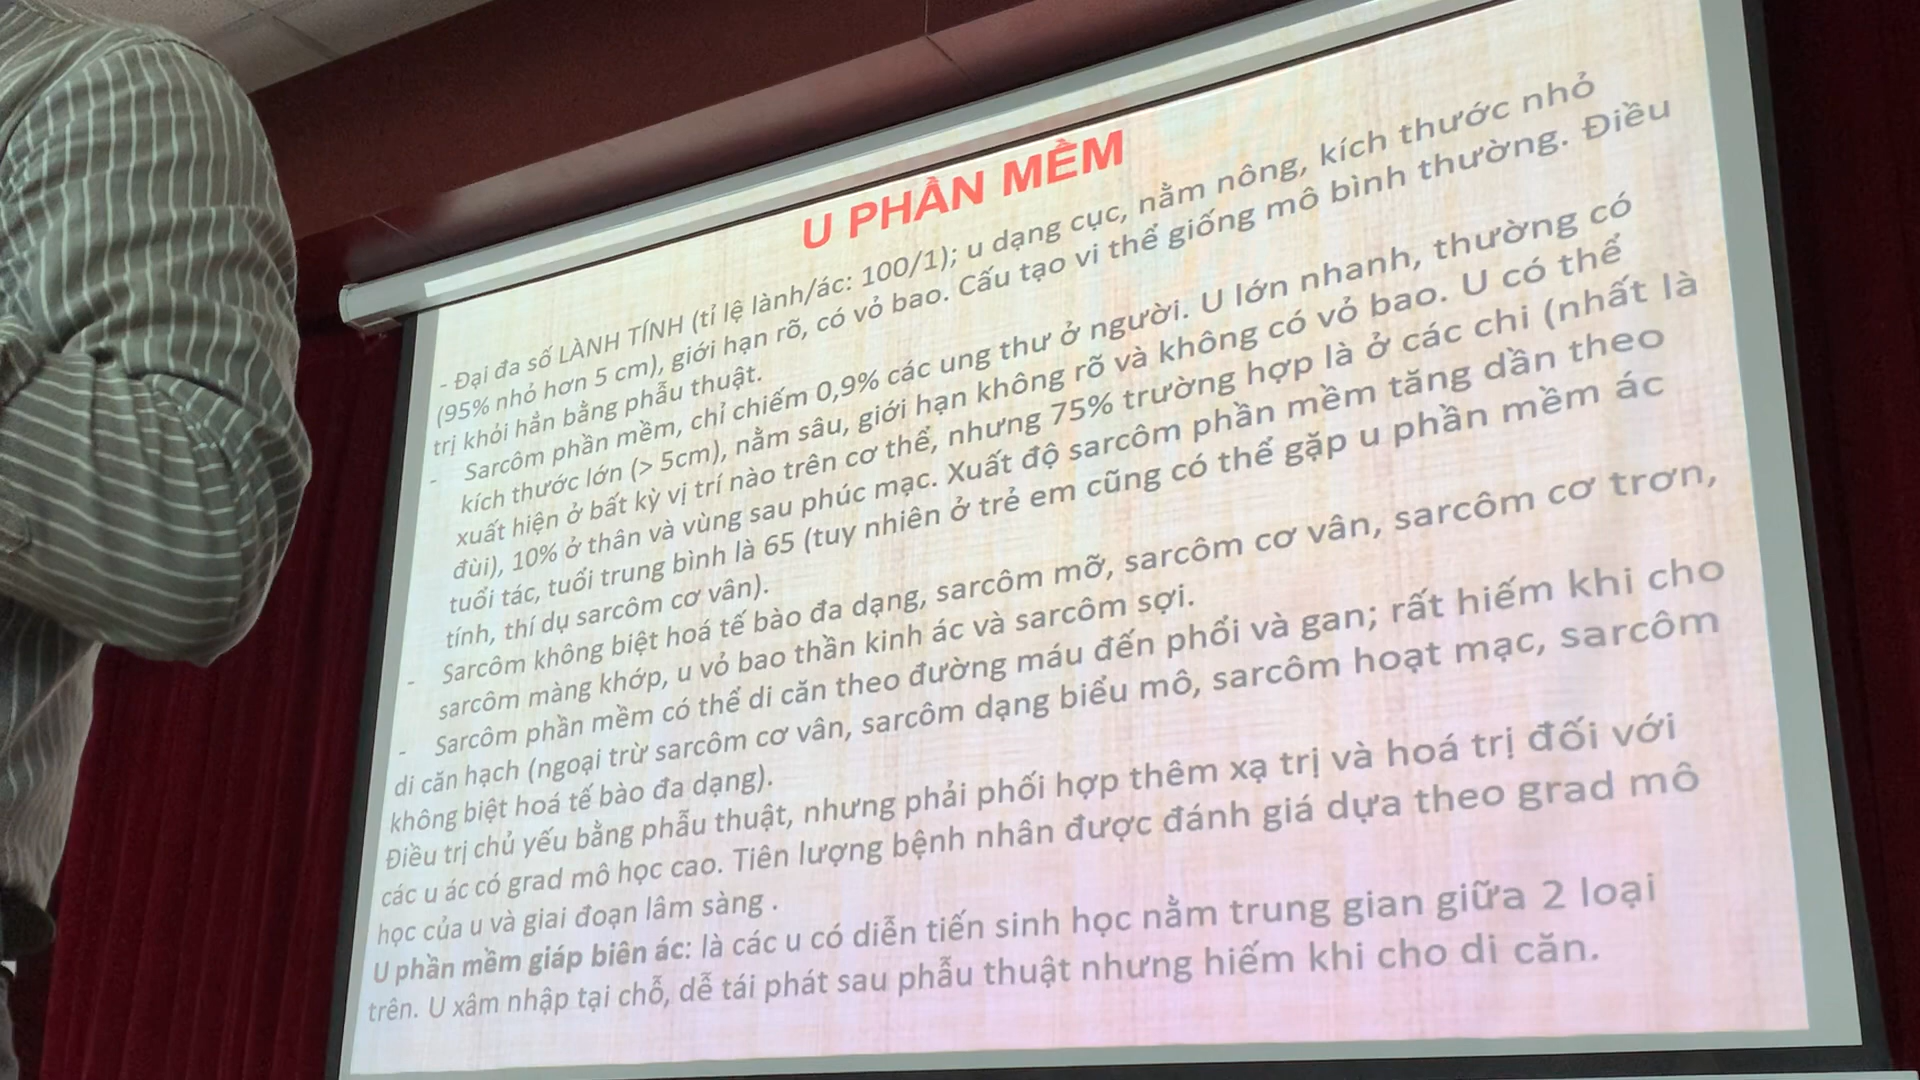 U PHẦN MỀM
- Đại đa số LÀNH TÍNH (tỉ lệ lành/ác: 100/1); u dạng cục, nằm nông, kích thước nhỏ
(95% nhỏ hơn 5 cm), giới hạn rõ, có vỏ bao. Cấu tạo vi thể giống mô bình thường. Điều
trị khỏi hẳn bằng phẫu thuật.
- Sarcôm phần mềm, chỉ chiếm 0,9% các ung thư ở người. U lớn nhanh, thường có
kích thước lớn (> 5cm), nằm sâu, giới hạn không rõ và không có vỏ bao. U có thể
xuất hiện ở bất kỳ vị trí nào trên cơ thể, nhưng 75% trường hợp là ở các chi (nhất là
đùi), 10% ở thân và vùng sau phúc mạc. Xuất độ sarcôm phần mềm tăng dần theo
tuổi tác, tuổi trung bình là 65 (tuy nhiên ở trẻ em cũng có thể gặp u phần mềm ác
tính, thí dụ sarcôm cơ vân).
- Sarcôm không biệt hoá tế bào đa dạng, sarcôm mỡ, sarcôm cơ vân, sarcôm cơ trơn,
sarcôm màng khớp, u vỏ bao thần kinh ác và sarcôm sợi.
- Sarcôm phần mềm có thể di căn theo đường máu đến phổi và gan; rất hiếm khi cho
di căn hạch (ngoại trừ sarcôm cơ vân, sarcôm dạng biểu mô, sarcôm hoạt mạc, sarcôm
không biệt hoá tế bào đa dạng).
Điều trị chủ yếu bằng phẫu thuật, nhưng phải phối hợp thêm xạ trị và hoá trị đối với
các u ác có grad mô học cao. Tiên lượng bệnh nhân được đánh giá dựa theo grad mô
học của u và giai đoạn lâm sàng .
U phần mềm giáp biên ác: là các u có diễn tiến sinh học nằm trung gian giữa 2 loại
trên. U xâm nhập tại chỗ, dễ tái phát sau phẫu thuật nhưng hiếm khi cho di căn.